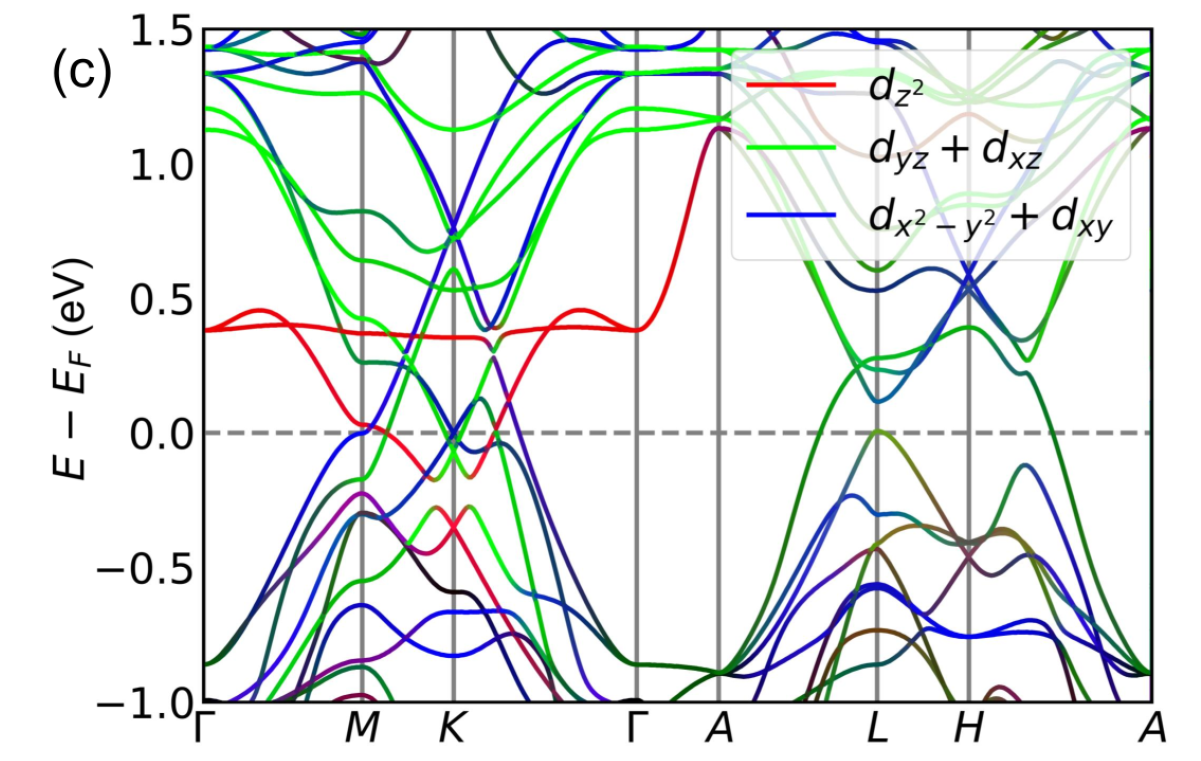 (c)
1.5
1.0
0.5
0.0
−0.5
−1.0
E − E_F (eV)
d_{z^2}
d_{yz} + d_{xz}
d_{x^2 − y^2} + d_{xy}
Γ M K Γ A L H A